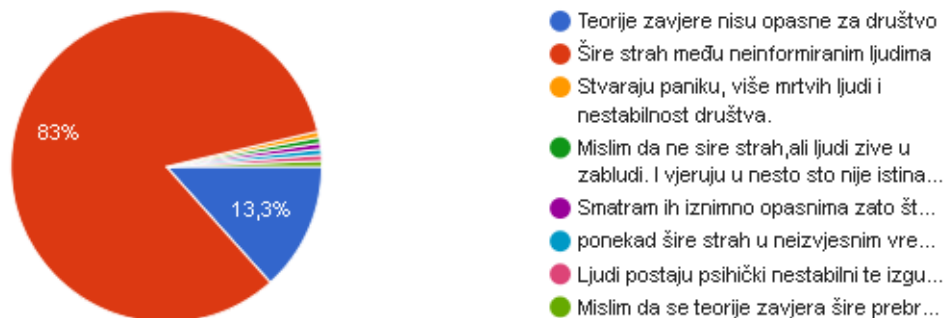 83%
13,3%
Teorije zavjere nisu opasne za društvo
Šire strah među neinformiranim ljudima
Stvaraju paniku, više mrtvih ljudi i
nestabilnost društva.
Mislim da ne sire strah,ali ljudi zive u
zabludi. I vjeruju u nesto sto nije istina...
Smatram ih iznimno opasnima zato št...
ponekad šire strah u neizvjesnim vre...
Ljudi postaju psihički nestabilni te izgu...
Mislim da se teorije zavjera šire prebr...